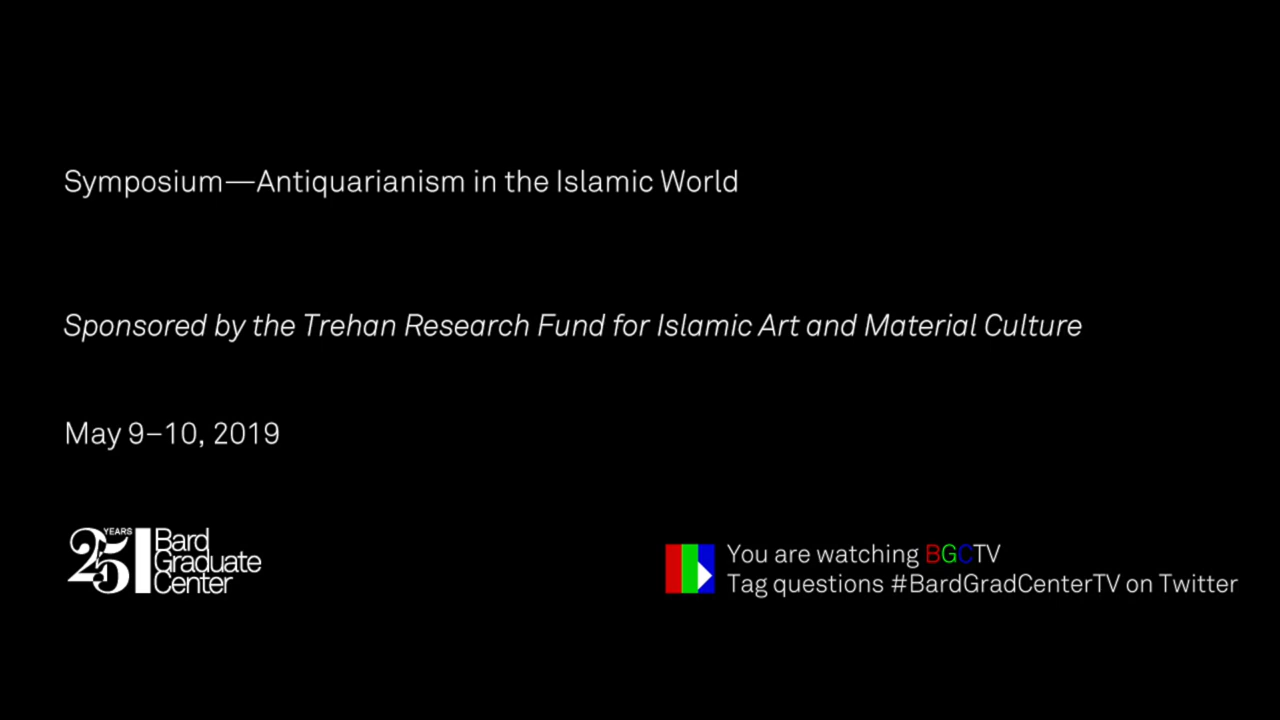 Symposium—Antiquarianism in the Islamic World
Sponsored by the Trehan Research Fund for Islamic Art and Material Culture
May 9–10, 2019
25 YEARS
Bard
Graduate
Center
You are watching BGCTV
Tag questions #BardGradCenterTV on Twitter